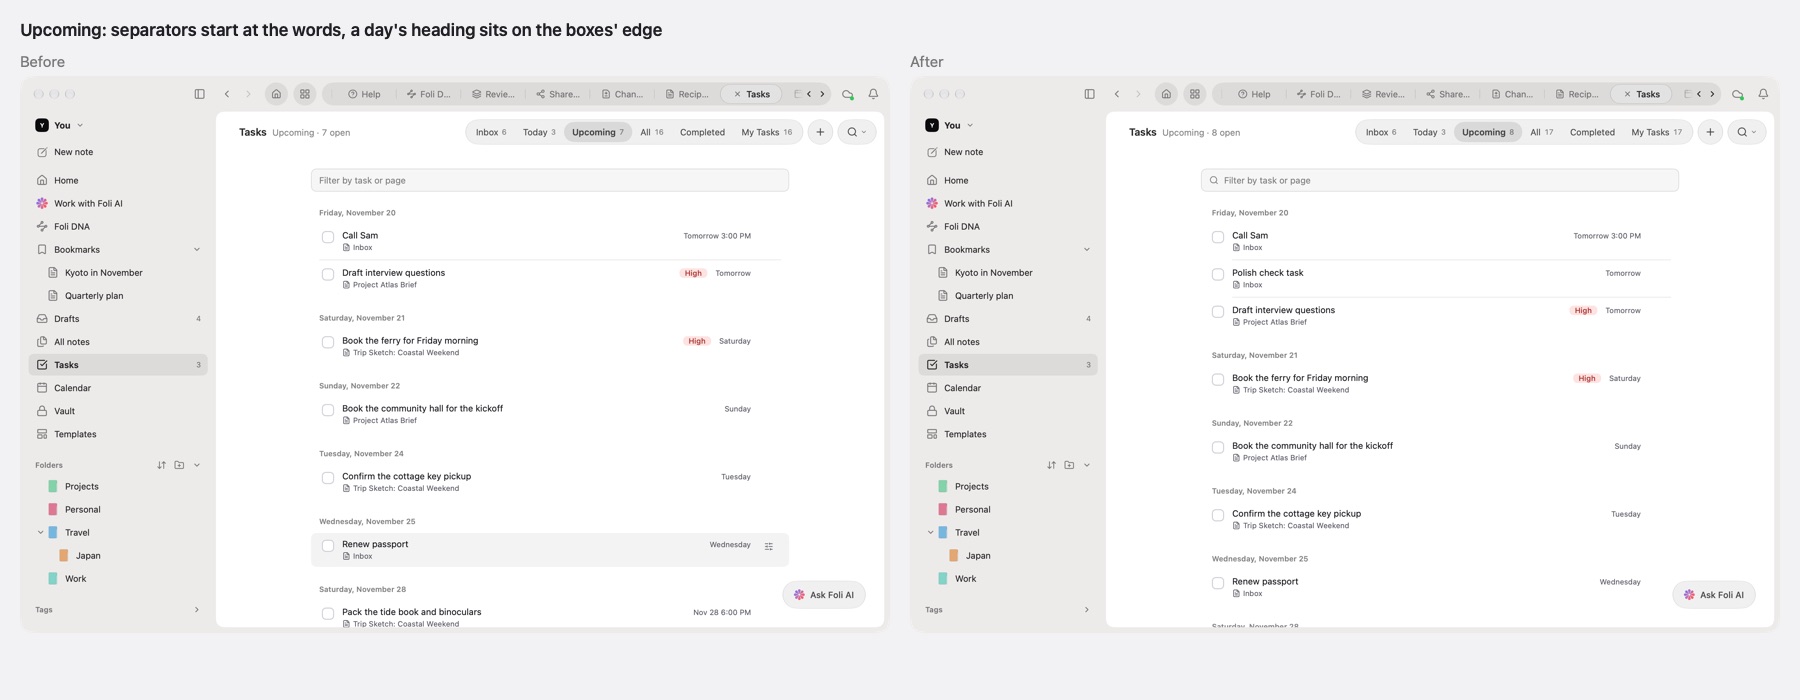 Upcoming: separators start at the words, a day's heading sits on the boxes' edge
Before
Help
Foli D...
Revie...
Share...
Chan...
Recip...
Tasks
You
New note
Home
Work with Foli AI
Foli DNA
Bookmarks
Kyoto in November
Quarterly plan
Drafts 4
All notes
Tasks 3
Calendar
Vault
Templates
Folders
Projects
Personal
Travel
Japan
Work
Tags
Tasks Upcoming · 7 open
Inbox 6 Today 3 Upcoming 7 All 16 Completed My Tasks 16
Filter by task or page
Friday, November 20
Call Sam Tomorrow 3:00 PM
Inbox
Draft interview questions High Tomorrow
Project Atlas Brief
Saturday, November 21
Book the ferry for Friday morning High Saturday
Trip Sketch: Coastal Weekend
Sunday, November 22
Book the community hall for the kickoff Sunday
Project Atlas Brief
Tuesday, November 24
Confirm the cottage key pickup Tuesday
Trip Sketch: Coastal Weekend
Wednesday, November 25
Renew passport Wednesday
Inbox
Saturday, November 28
Pack the tide book and binoculars Nov 28 6:00 PM
Trip Sketch: Coastal Weekend
Ask Foli AI
After
Help
Foli D...
Revie...
Share...
Chan...
Recip...
Tasks
Y
You
New note
Home
Work with Foli AI
Foli DNA
Bookmarks
Kyoto in November
Quarterly plan
Drafts 4
All notes
Tasks 3
Calendar
Vault
Templates
Folders
Projects
Personal
Travel
Japan
Work
Tags
Tasks Upcoming · 8 open
Inbox 6 Today 3 Upcoming 8 All 17 Completed My Tasks 17
Filter by task or page
Friday, November 20
Call Sam Tomorrow 3:00 PM
Inbox
Polish check task Tomorrow
Inbox
Draft interview questions High Tomorrow
Project Atlas Brief
Saturday, November 21
Book the ferry for Friday morning High Saturday
Trip Sketch: Coastal Weekend
Sunday, November 22
Book the community hall for the kickoff Sunday
Project Atlas Brief
Tuesday, November 24
Confirm the cottage key pickup Tuesday
Trip Sketch: Coastal Weekend
Wednesday, November 25
Renew passport Wednesday
Inbox
Saturday, November 28
Ask Foli AI